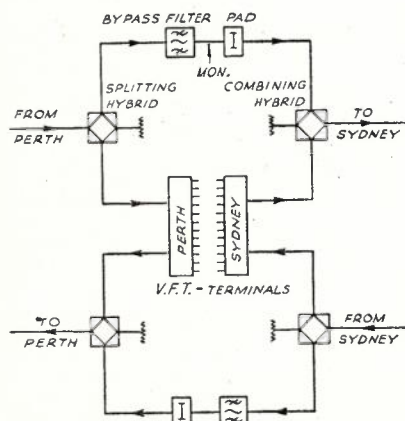 BYPASS FILTER PAD
MON.
SPLITTING
HYBRID
COMBINING
HYBRID
FROM
PERTH
TO
SYDNEY
PERTH
SYDNEY
V.F.T. - TERMINALS
TO
PERTH
FROM
SYDNEY